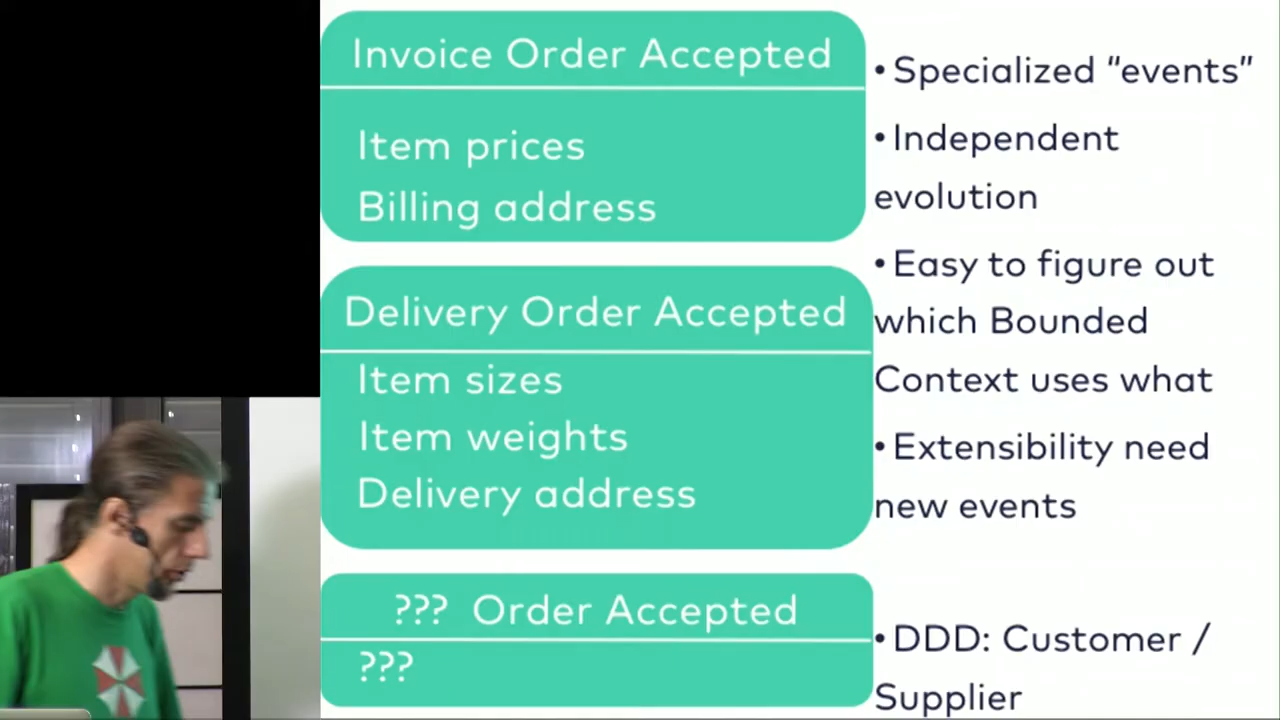 Invoice Order Accepted
Item prices
Billing address
Delivery Order Accepted
Item sizes
Item weights
Delivery address
??? Order Accepted
???
• Specialized "events"
• Independent
evolution
• Easy to figure out
which Bounded
Context uses what
• Extensibility need
new events
• DDD: Customer /
Supplier